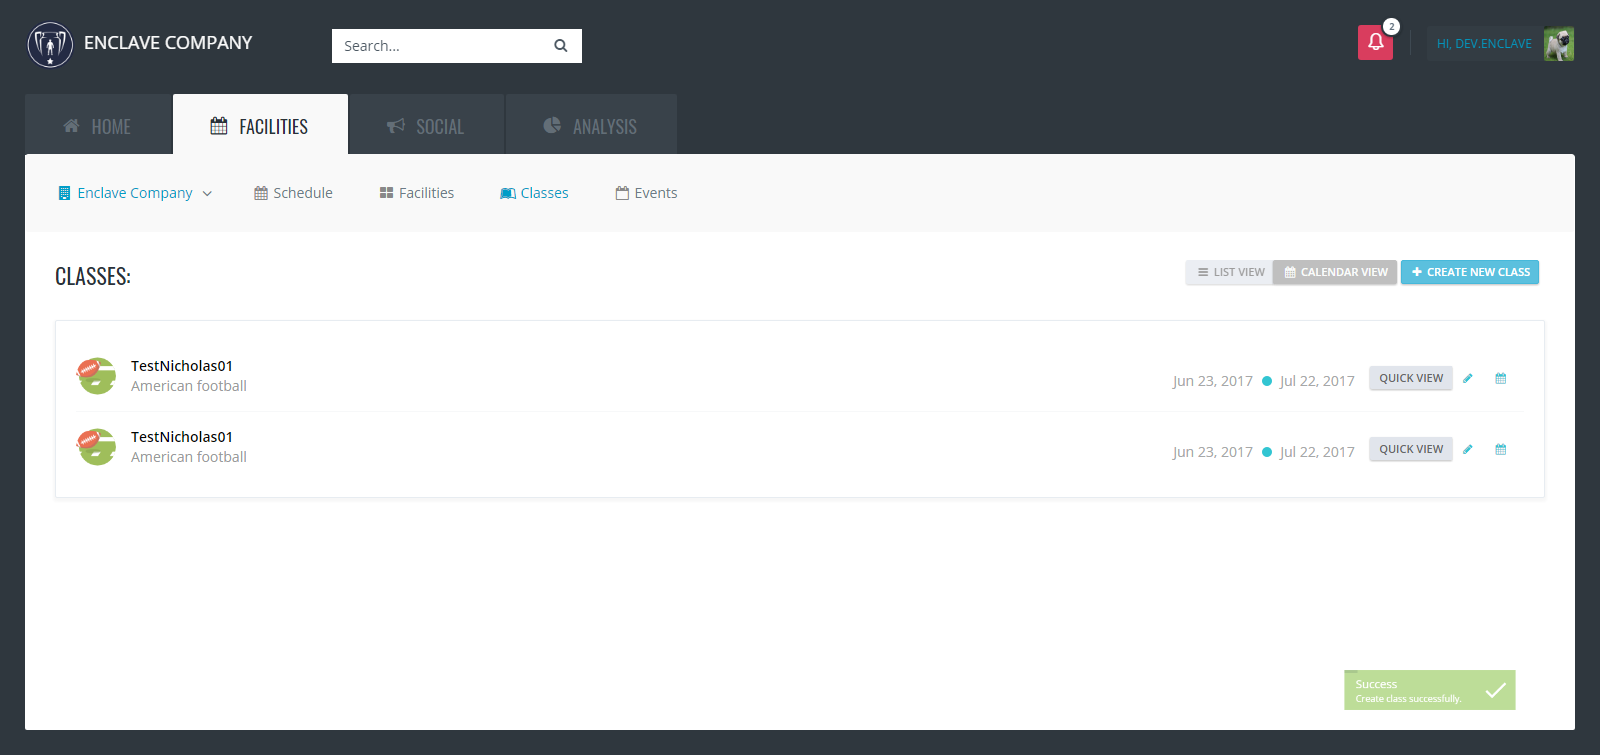 ENCLAVE COMPANY
Search...
2
HI, DEV.ENCLAVE
HOME
FACILITIES
SOCIAL
ANALYSIS
Enclave Company
Schedule
Facilities
Classes
Events
CLASSES:
LIST VIEW
CALENDAR VIEW
CREATE NEW CLASS
TestNicholas01
American football
Jun 23, 2017
Jul 22, 2017
QUICK VIEW
TestNicholas01
American football
Jun 23, 2017
Jul 22, 2017
QUICK VIEW
Success
Create class successfully.